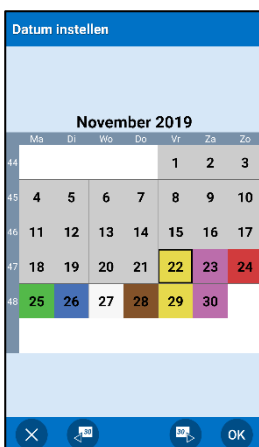 Datum instellen
November 2019
Ma Di Wo Do Vr Za Zo
44 1 2 3
45 4 5 6 7 8 9 10
46 11 12 13 14 15 16 17
47 18 19 20 21 22 23 24
48 25 26 27 28 29 30
30 30 OK